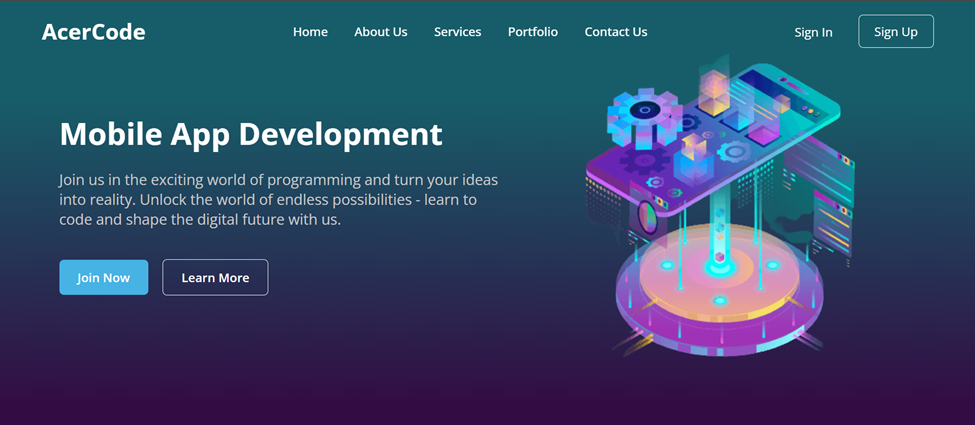 AcerCode
Home
About Us
Services
Portfolio
Contact Us
Sign In
Sign Up
Mobile App Development
Join us in the exciting world of programming and turn your ideas
into reality. Unlock the world of endless possibilities - learn to
code and shape the digital future with us.
Join Now
Learn More